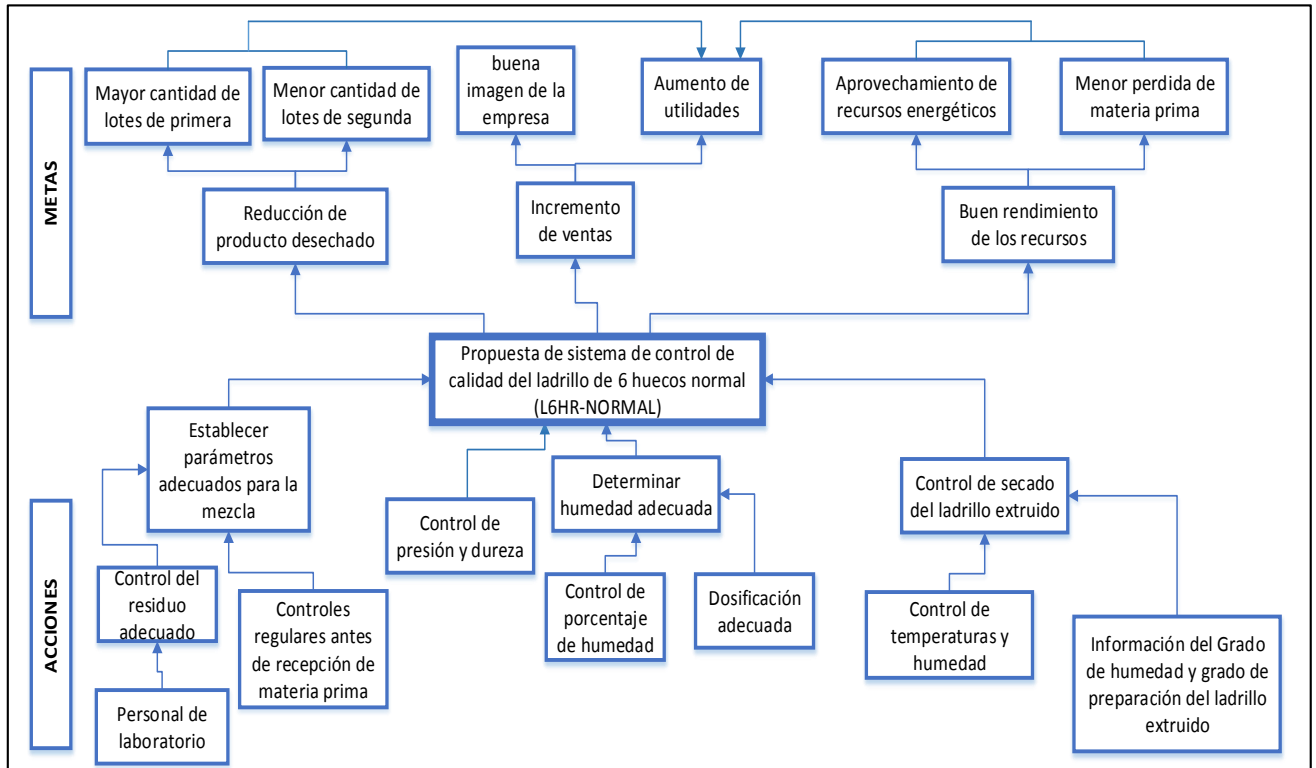 METAS
Mayor cantidad de
lotes de primera
Menor cantidad de
lotes de segunda
buena
imagen de la
empresa
Aumento de
utilidades
Aprovechamiento de
recursos energéticos
Menor perdida de
materia prima
Reducción de
producto desechado
Incremento
de ventas
Buen rendimiento
de los recursos
Propuesta de sistema de control de
calidad del ladrillo de 6 huecos normal
(L6HR-NORMAL)
ACCIONES
Establecer
parámetros
adecuados para la
mezcla
Control de
presión y dureza
Determinar
humedad adecuada
Control de secado
del ladrillo extruido
Control del
residuo
adecuado
Controles
regulares antes
de recepción de
materia prima
Control de
porcentaje
de humedad
Dosificación
adecuada
Control de
temperaturas y
humedad
Información del Grado
de humedad y grado de
preparación del ladrillo
extruido
Personal de
laboratorio